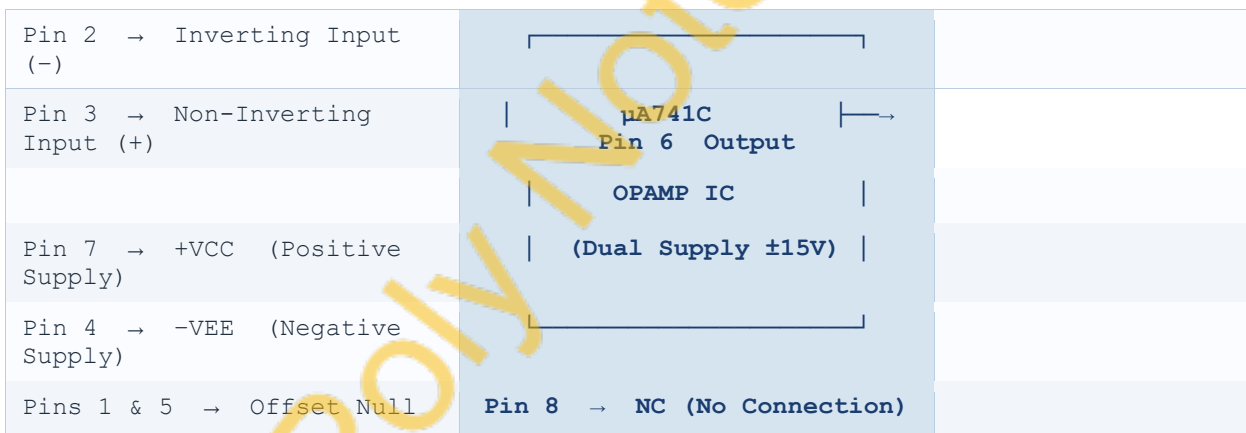 Pin 2 → Inverting Input
(−)
Pin 3 → Non-Inverting
Input (+)
µA741C
Pin 6 Output
OPAMP IC
Pin 7 → +VCC (Positive
Supply)
(Dual Supply ±15V)
Pin 4 → −VEE (Negative
Supply)
Pins 1 & 5 → Offset Null
Pin 8 → NC (No Connection)
Poly Not